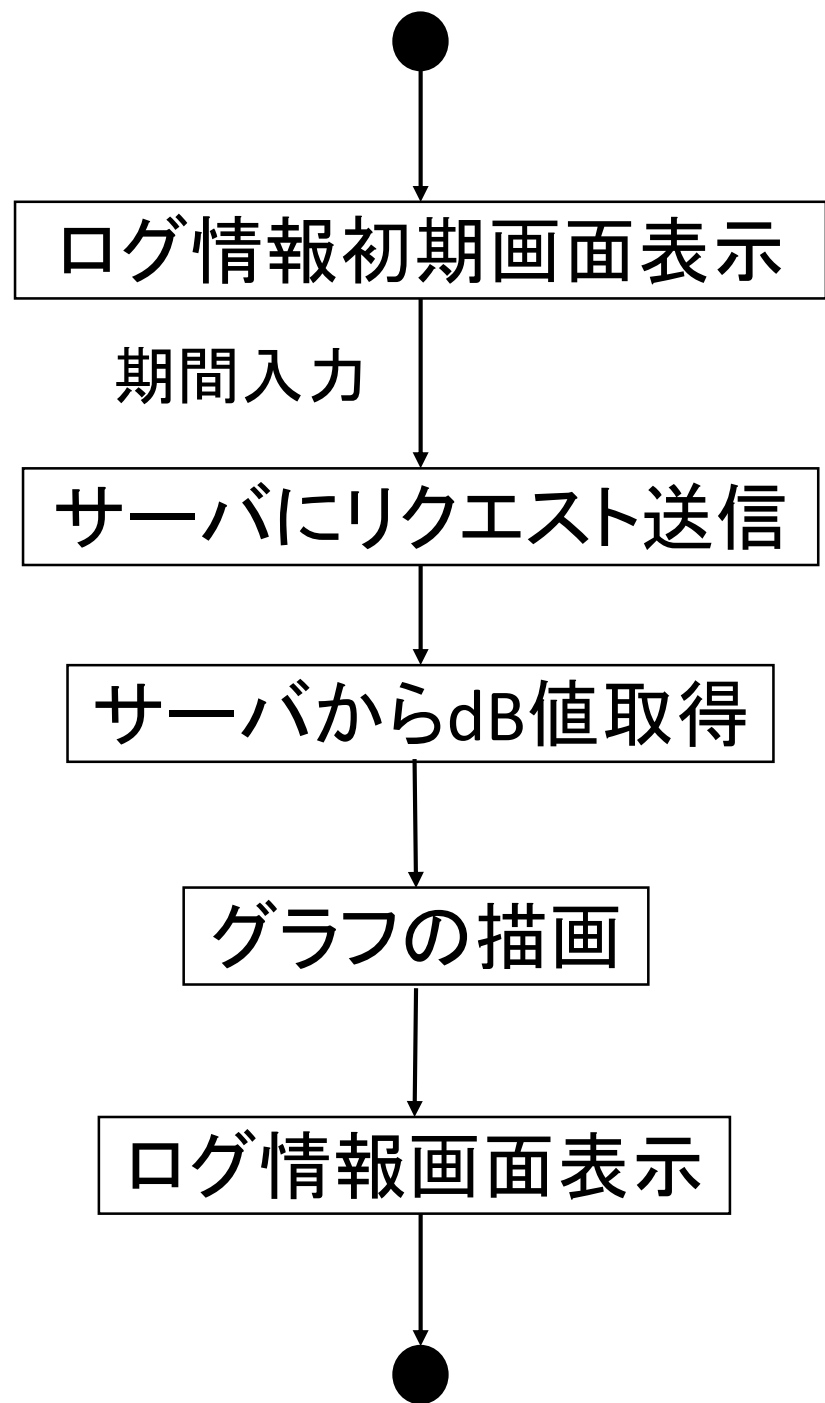 ログ情報初期画面表示
期間入力
サーバにリクエスト送信
サーバからdB値取得
グラフの描画
ログ情報画面表示